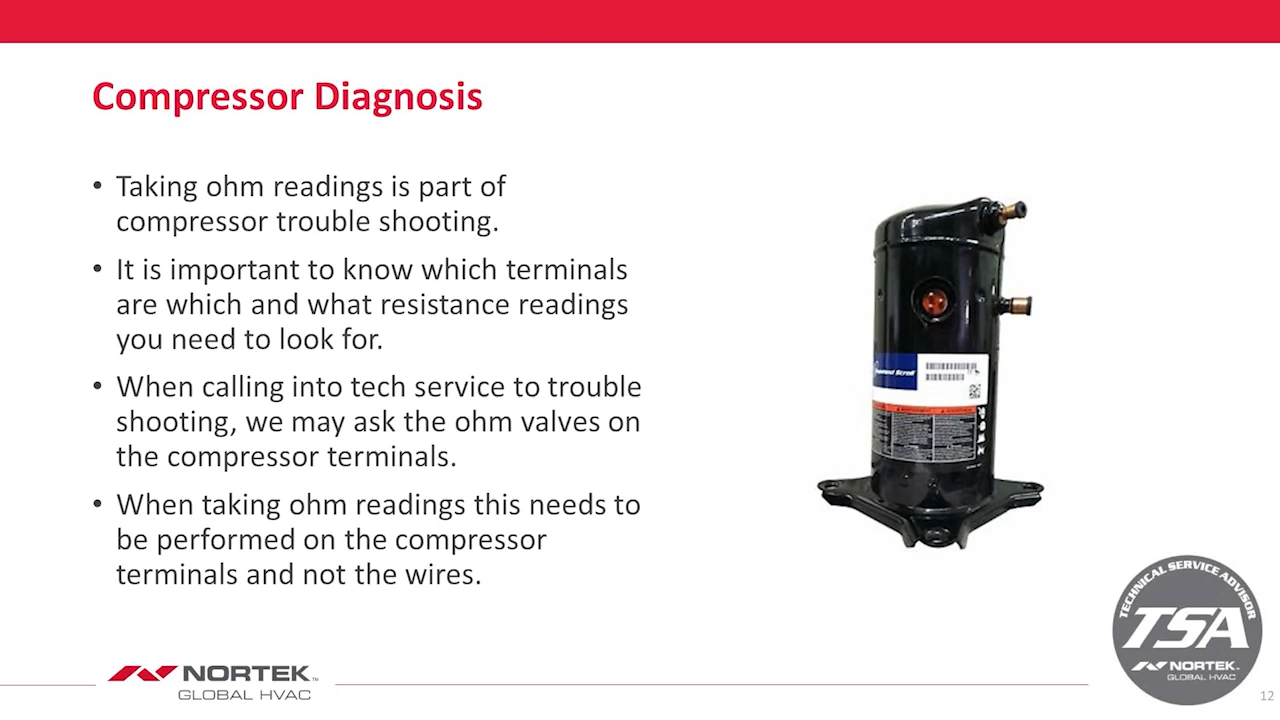 Compressor Diagnosis
• Taking ohm readings is part of
compressor trouble shooting.
• It is important to know which terminals
are which and what resistance readings
you need to look for.
• When calling into tech service to trouble
shooting, we may ask the ohm valves on
the compressor terminals.
• When taking ohm readings this needs to
be performed on the compressor
terminals and not the wires.
NORTEK™
GLOBAL HVAC
TECHNICAL SERVICE ADVISOR
TSA
NORTEK
GLOBAL HVAC
12